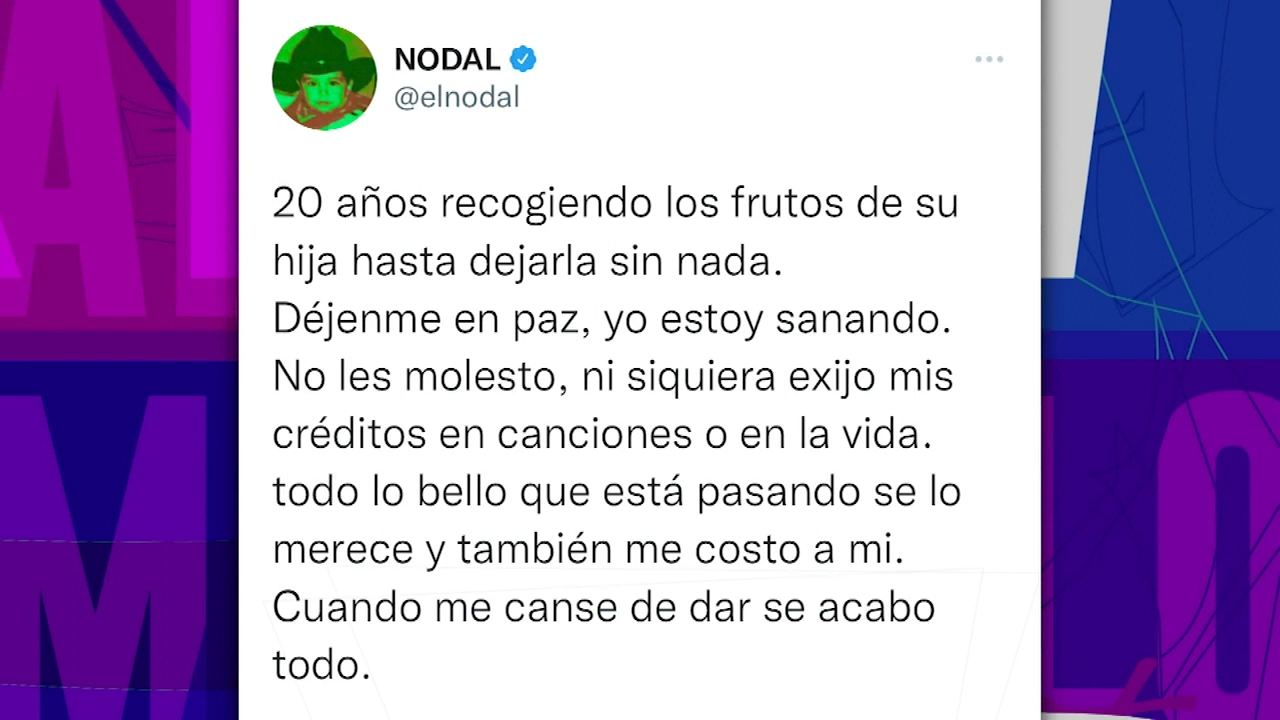 NODAL
@elnodal
20 años recogiendo los frutos de su
hija hasta dejarla sin nada.
Déjenme en paz, yo estoy sanando.
No les molesto, ni siquiera exijo mis
créditos en canciones o en la vida.
todo lo bello que está pasando se lo
merece y también me costo a mi.
Cuando me canse de dar se acabo
todo.